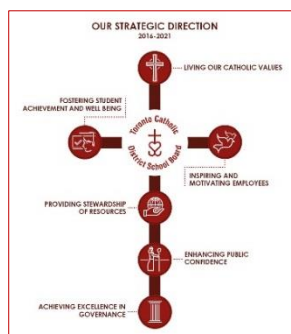 OUR STRATEGIC DIRECTION
2016-2021
LIVING OUR CATHOLIC VALUES
FOSTERING STUDENT
ACHIEVEMENT AND WELL BEING
Toronto Catholic
District School Board
INSPIRING AND
MOTIVATING EMPLOYEES
PROVIDING STEWARDSHIP
OF RESOURCES
ENHANCING PUBLIC
CONFIDENCE
ACHIEVING EXCELLENCE IN
GOVERNANCE